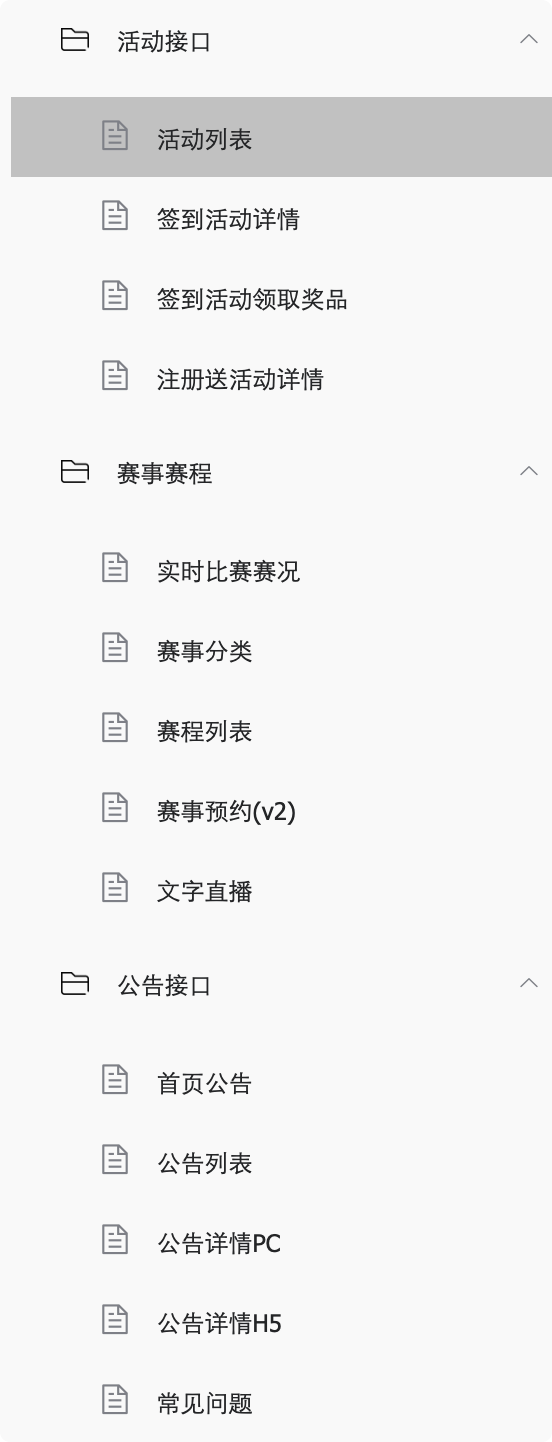 活动接口
活动列表
签到活动详情
签到活动领取奖品
注册送活动详情
赛事赛程
实时比赛赛况
赛事分类
赛程列表
赛事预约(v2)
文字直播
公告接口
首页公告
公告列表
公告详情PC
公告详情H5
常见问题